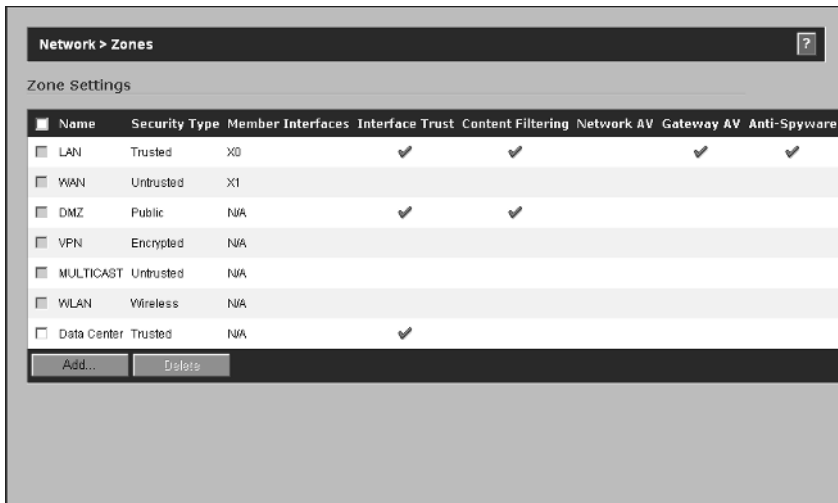 Network > Zones ?
Zone Settings
Name Security Type Member Interfaces Interface Trust Content Filtering Network AV Gateway AV Anti-Spyware
LAN Trusted X0
WAN Untrusted X1
DMZ Public N/A
VPN Encrypted N/A
MULTICAST Untrusted N/A
WLAN Wireless N/A
Data Center Trusted N/A
Add... Delete